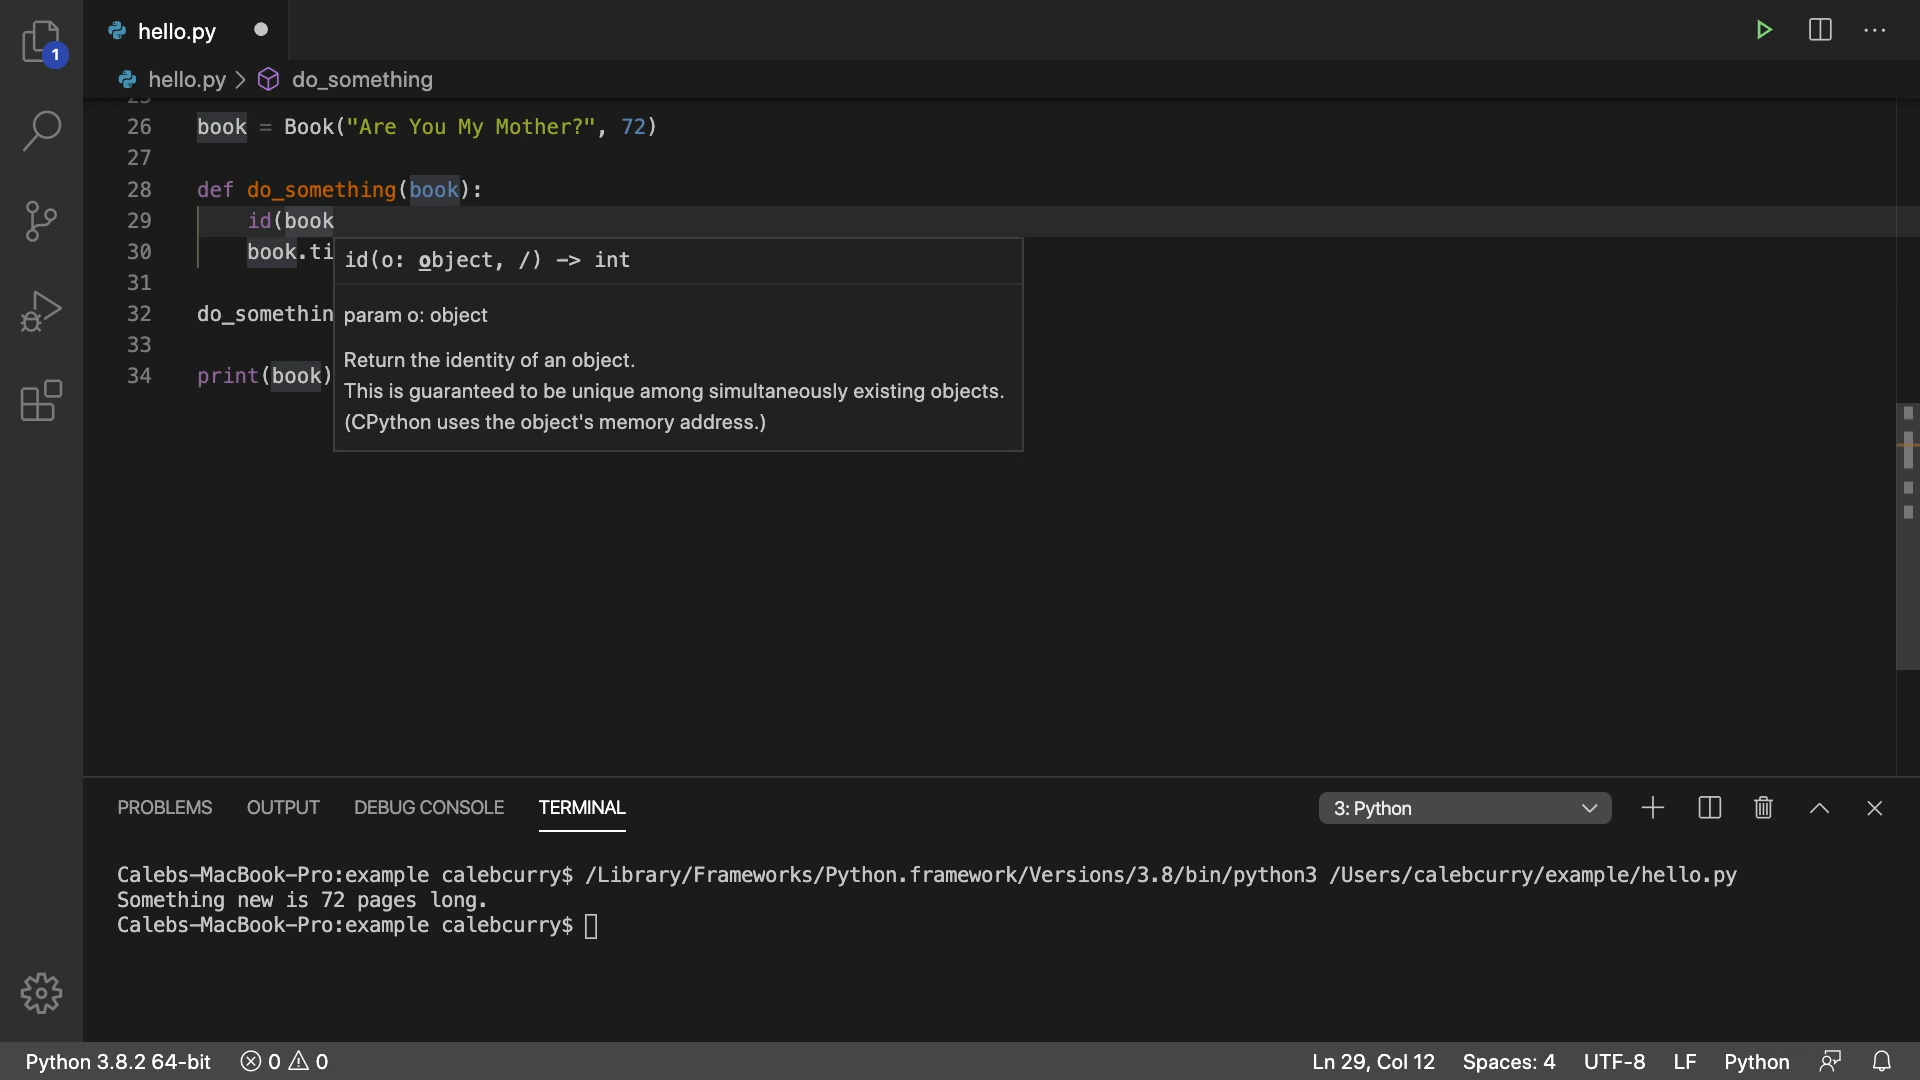 1
hello.py
hello.py
do_something
26 book = Book("Are You My Mother?", 72)
27
28 def do_something(book):
29 id(book
30 book.ti
31
32 do_somethin
33
34 print(book)
id(o: object, /) -> int
param o: object
Return the identity of an object.
This is guaranteed to be unique among simultaneously existing objects.
(CPython uses the object's memory address.)
PROBLEMS OUTPUT DEBUG CONSOLE TERMINAL 3: Python
Calebs-MacBook-Pro:example calebcurry$ /Library/Frameworks/Python.framework/Versions/3.8/bin/python3 /Users/calebcurry/example/hello.py
Something new is 72 pages long.
Calebs-MacBook-Pro:example calebcurry$
Python 3.8.2 64-bit 0 0 Ln 29, Col 12 Spaces: 4 UTF-8 LF Python